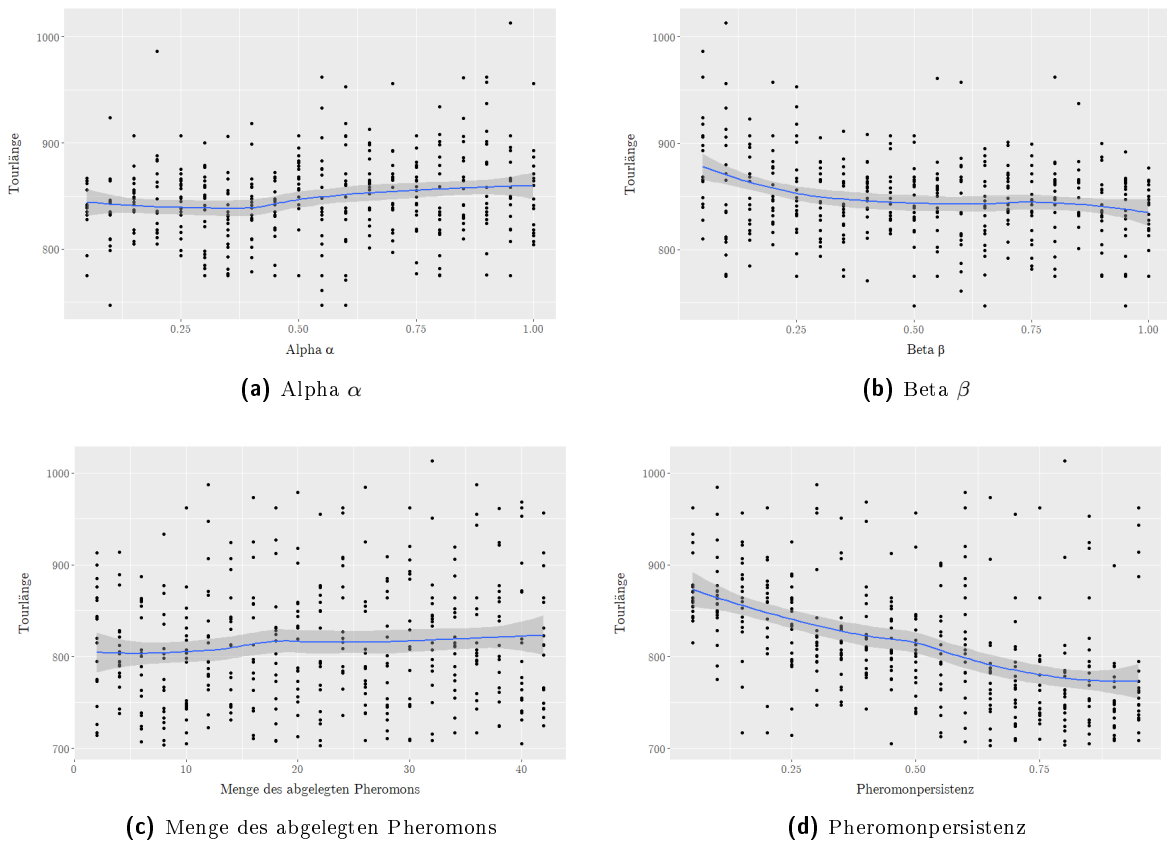 1000
900
800
Tourlänge
0.25
0.50
0.75
1.00
Alpha α
(a) Alpha α
1000
900
800
Tourlänge
0.25
0.50
0.75
1.00
Beta β
(b) Beta β
1000
900
800
700
Tourlänge
0
10
20
30
40
Menge des abgelegten Pheromons
(c) Menge des abgelegten Pheromons
1000
900
800
700
Tourlänge
0.25
0.50
0.75
Pheromonpersistenz
(d) Pheromonpersistenz